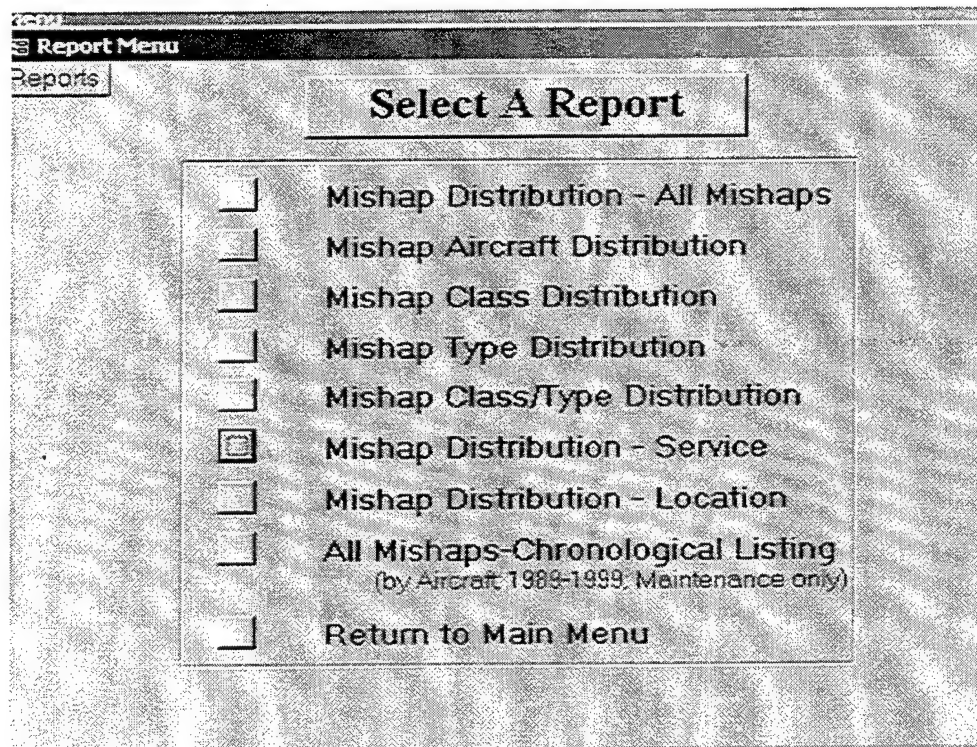 Menu
Report Menu
Reports
Select A Report
Mishap Distribution - All Mishaps
Mishap Aircraft Distribution
Mishap Class Distribution
Mishap Type Distribution
Mishap Class/Type Distribution
Mishap Distribution - Service
Mishap Distribution - Location
All Mishaps-Chronological Listing
(by Aircraft, 1989-1999, Maintenance only)
Return to Main Menu